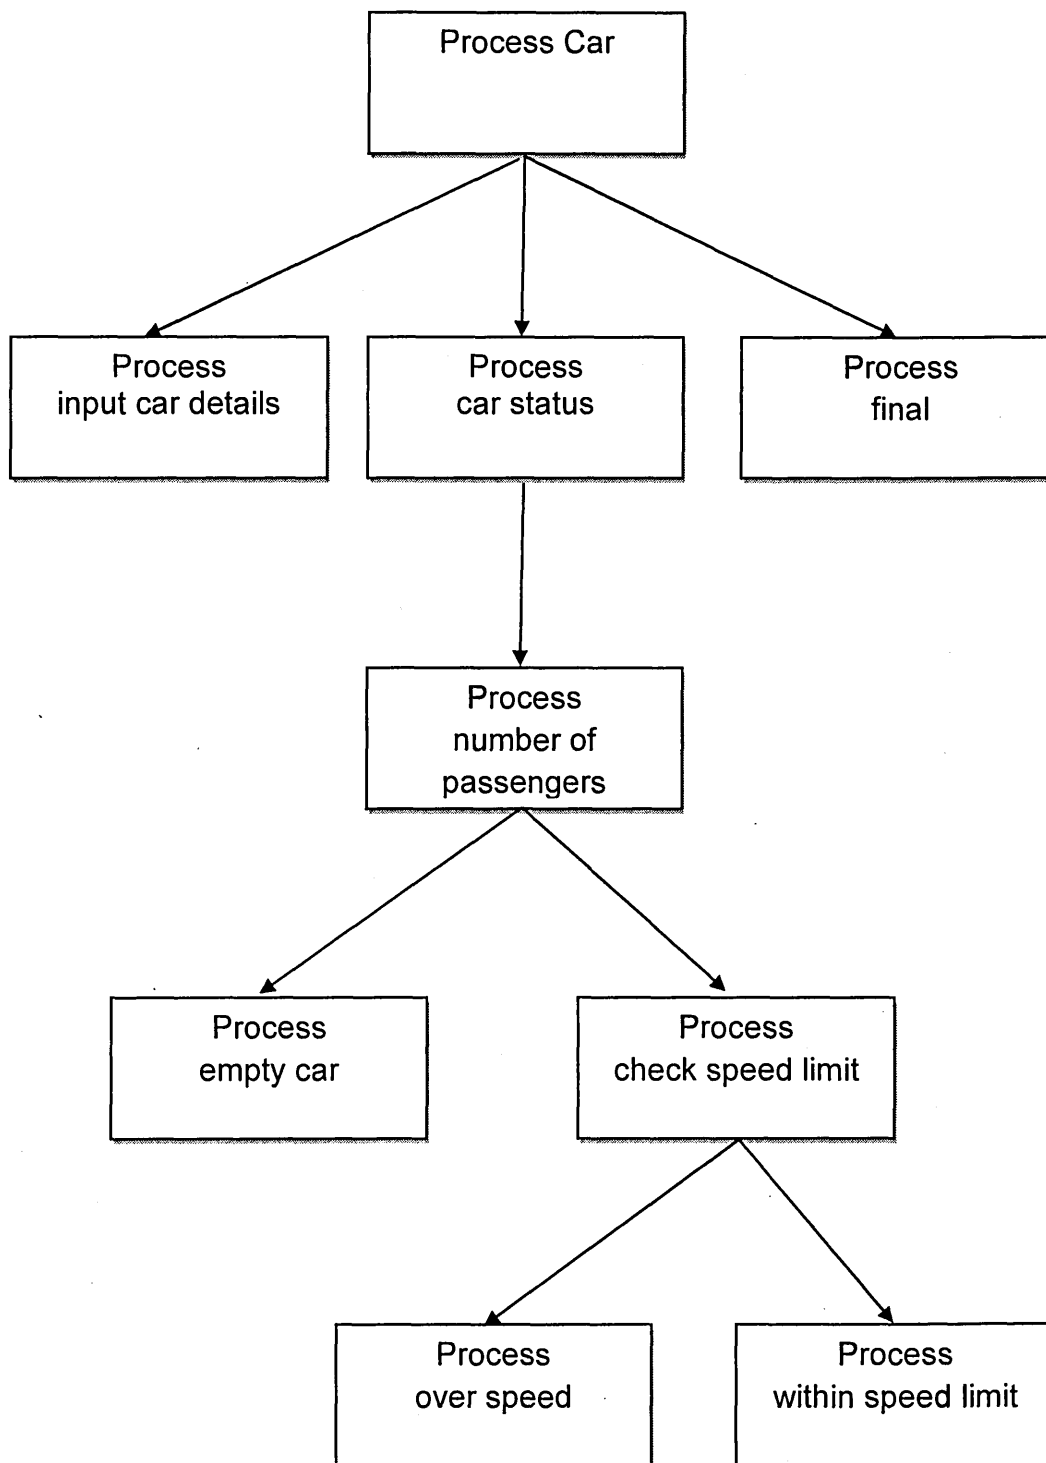 Process Car
Process
input car details
Process
car status
Process
final
Process
number of
passengers
Process
empty car
Process
check speed limit
Process
over speed
Process
within speed limit